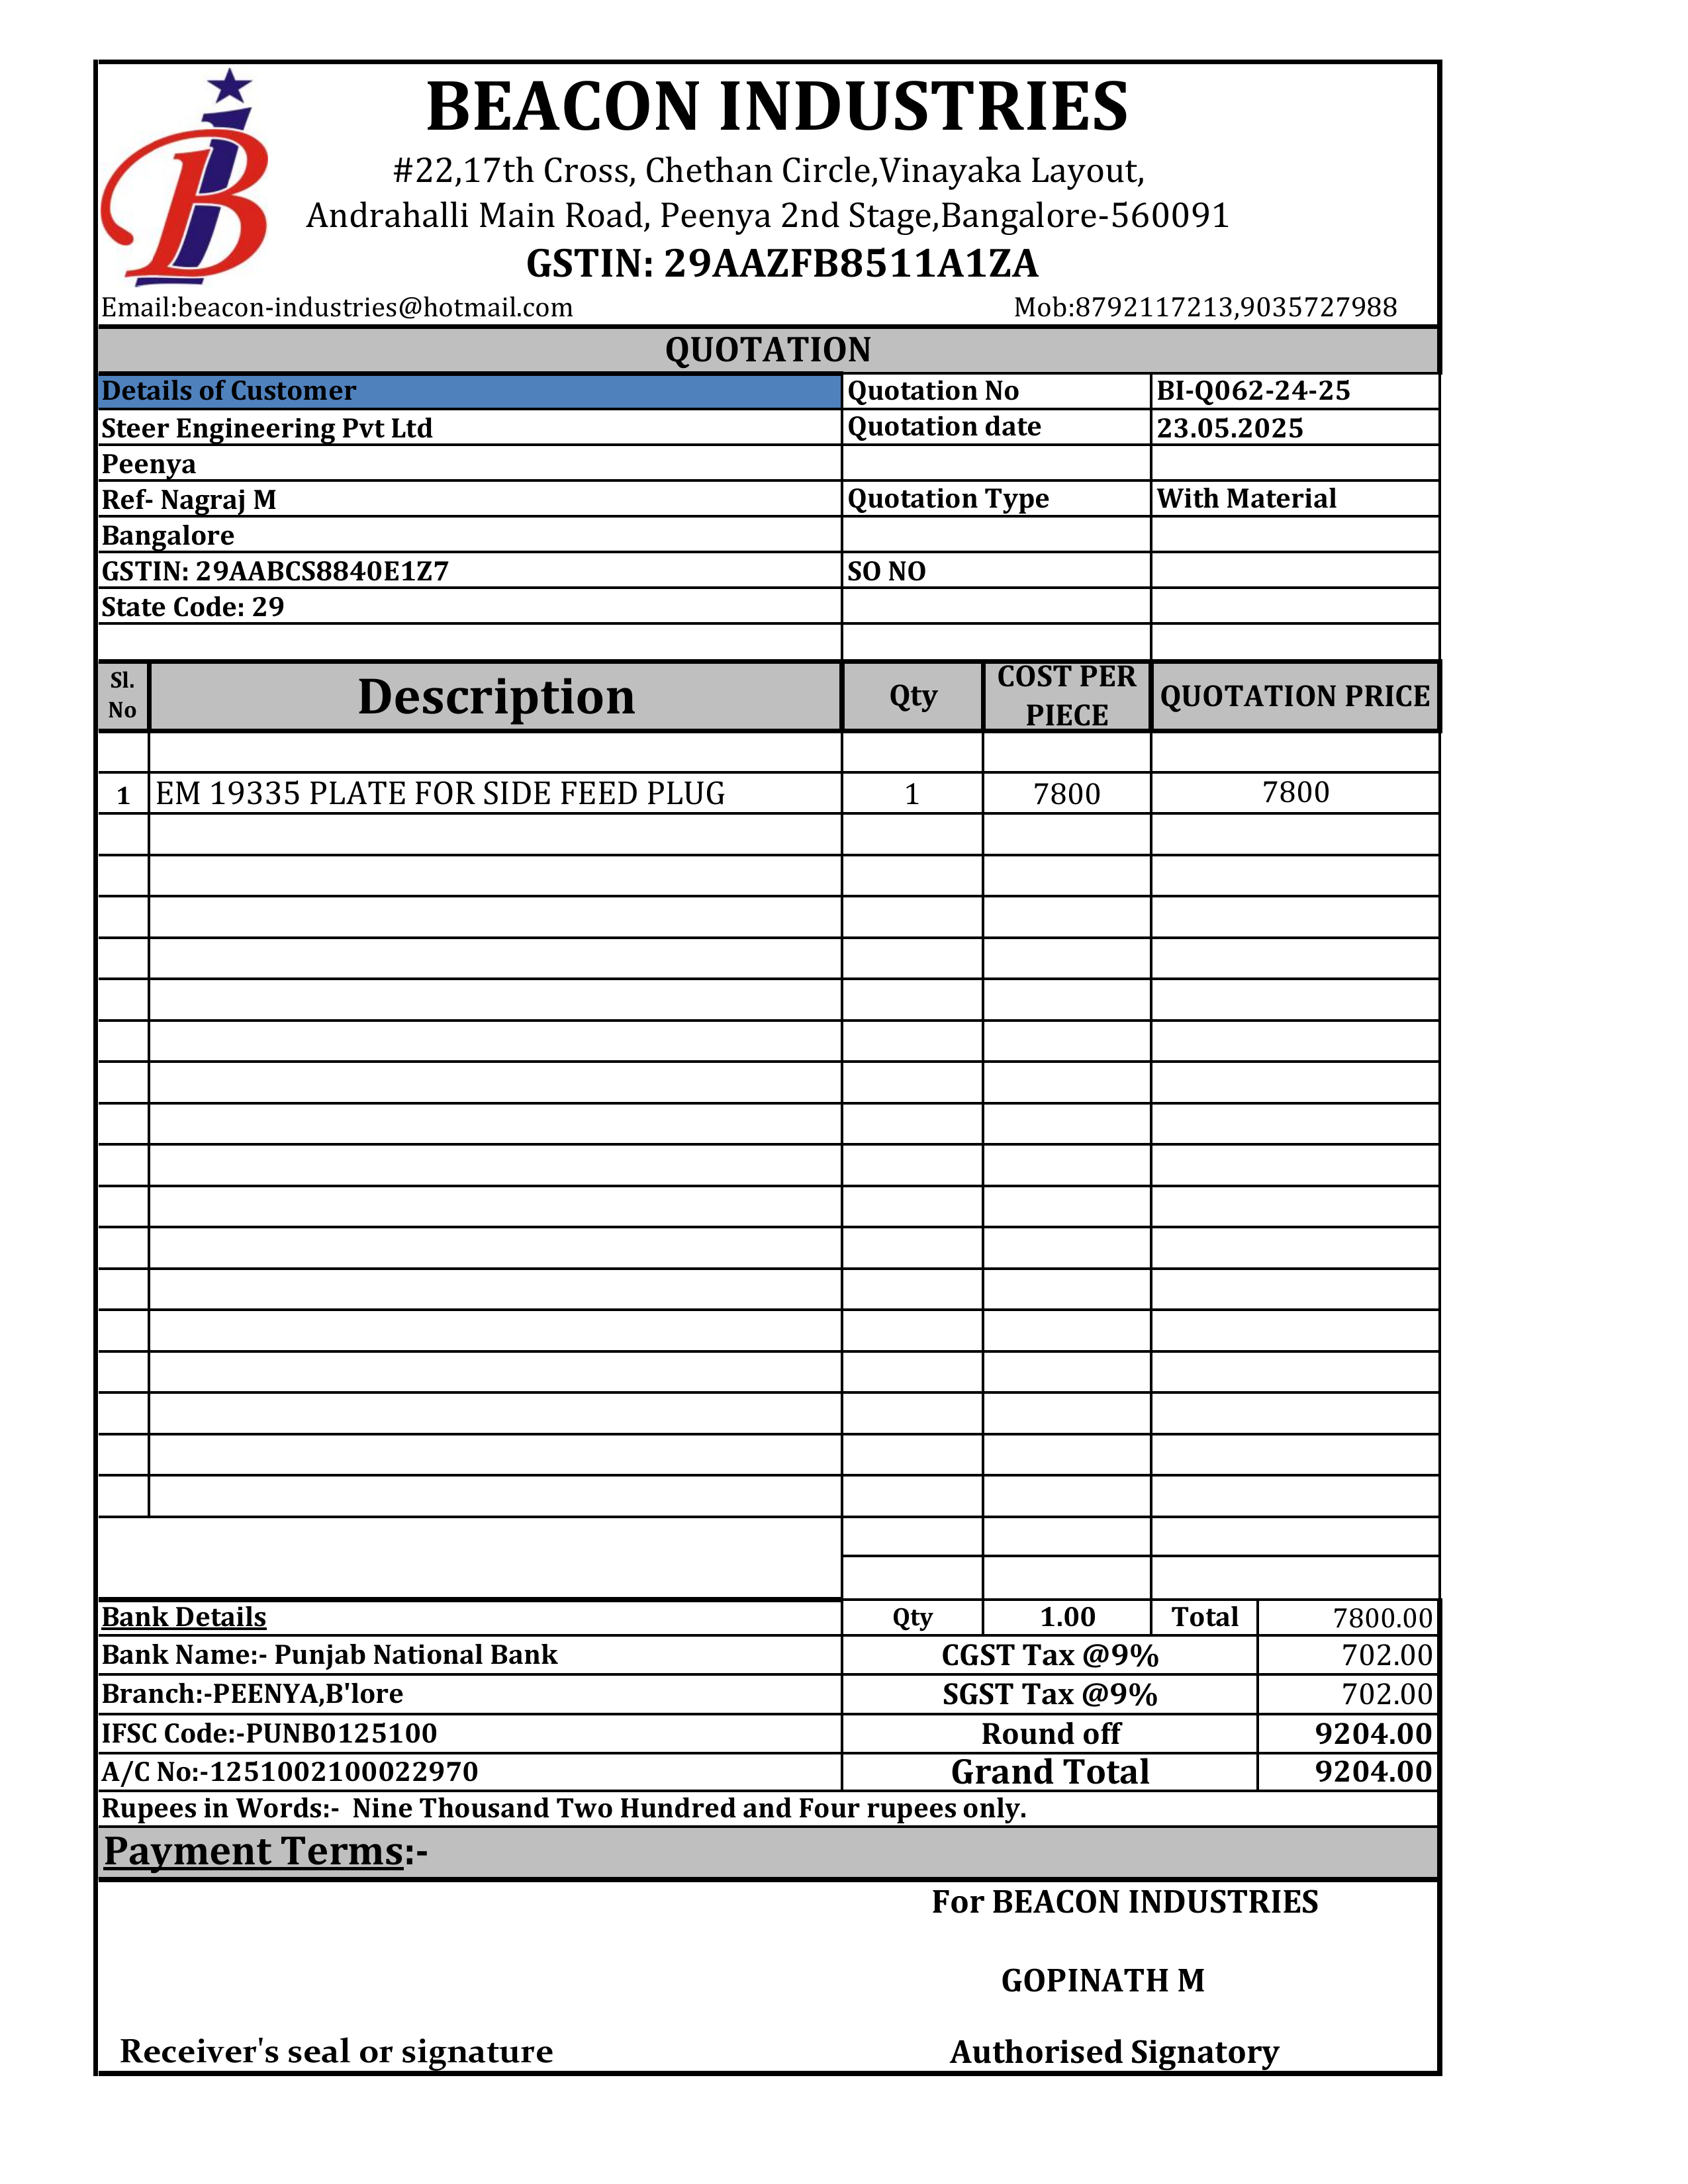 BEACON INDUSTRIES
#22,17th Cross, Chethan Circle,Vinayaka Layout,
Andrahalli Main Road, Peenya 2nd Stage,Bangalore-560091
GSTIN: 29AAZFB8511A1ZA
Email:beacon-industries@hotmail.com Mob:8792117213,9035727988
QUOTATION
Details of Customer Quotation No BI-Q062-24-25
Steer Engineering Pvt Ltd Quotation date 23.05.2025
Peenya
Ref- Nagraj M Quotation Type With Material
Bangalore
GSTIN: 29AABCS8840E1Z7 SO NO
State Code: 29
Sl. No Description Qty COST PER PIECE QUOTATION PRICE
1 EM 19335 PLATE FOR SIDE FEED PLUG 1 7800 7800
Bank Details Qty 1.00 Total 7800.00
Bank Name:- Punjab National Bank CGST Tax @9% 702.00
Branch:-PEENYA,B'lore SGST Tax @9% 702.00
IFSC Code:-PUNB0125100 Round off 9204.00
A/C No:-1251002100022970 Grand Total 9204.00
Rupees in Words:- Nine Thousand Two Hundred and Four rupees only.
Payment Terms:-
For BEACON INDUSTRIES
GOPINATH M
Receiver's seal or signature Authorised Signatory